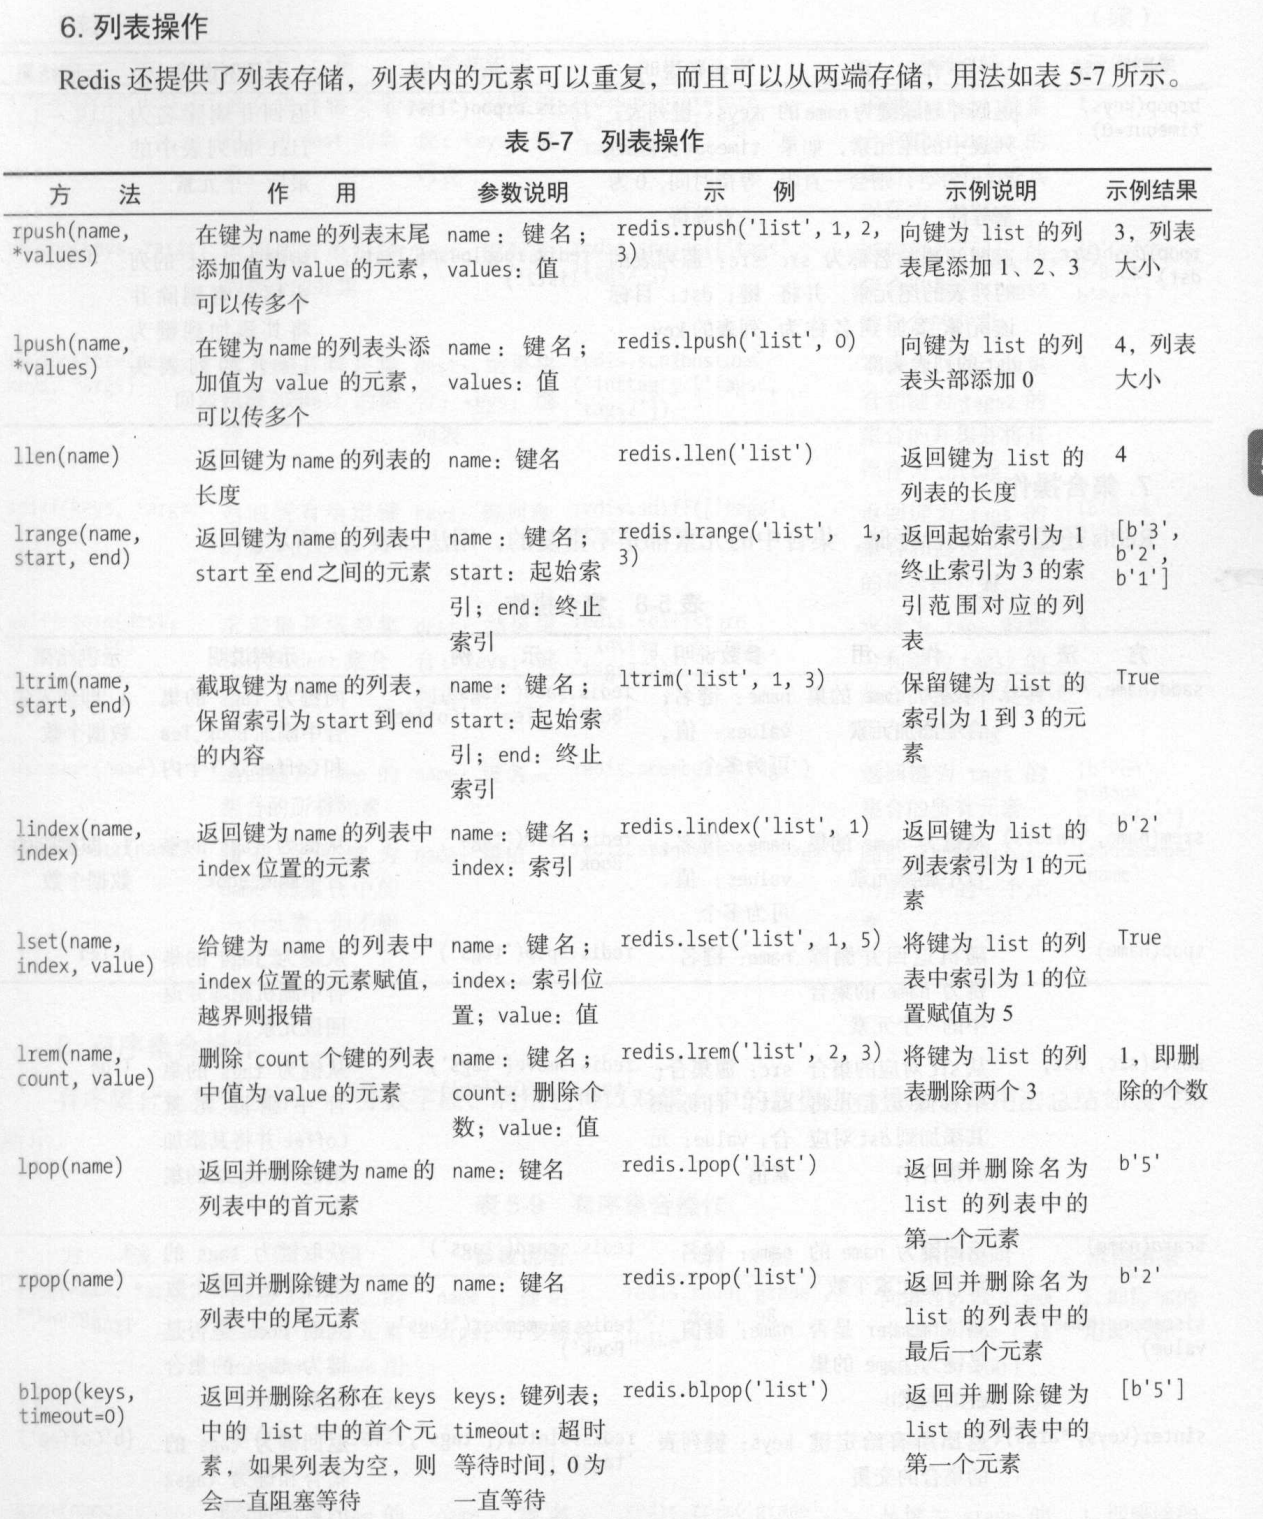 6. 列表操作
Redis 还提供了列表存储，列表内的元素可以重复，而且可以从两端存储，用法如表 5-7 所示。
表 5-7 列表操作
方 法 作 用 参数说明 示 例 示例说明 示例结果
rpush(name, *values) 在键为 name 的列表末尾添加值为 value 的元素，可以传多个 name：键名；values：值 redis.rpush('list', 1, 2, 3) 向键为 list 的列表尾添加 1、2、3 3，列表大小
lpush(name, *values) 在键为 name 的列表头添加值为 value 的元素，可以传多个 name：键名；values：值 redis.lpush('list', 0) 向键为 list 的列表头部添加 0 4，列表大小
llen(name) 返回键为 name 的列表的长度 name：键名 redis.llen('list') 返回键为 list 的列表的长度 4
lrange(name, start, end) 返回键为 name 的列表中 start 至 end 之间的元素 name：键名；start：起始索引；end：终止索引 redis.lrange('list', 1, 3) 返回起始索引为 1 终止索引为 3 的索引范围对应的列表 [b'3', b'2', b'1']
ltrim(name, start, end) 截取键为 name 的列表，保留索引为 start 到 end 的内容 name：键名；start：起始索引；end：终止索引 ltrim('list', 1, 3) 保留键为 list 的索引为 1 到 3 的元素 True
lindex(name, index) 返回键为 name 的列表中 index 位置的元素 name：键名；index：索引 redis.lindex('list', 1) 返回键为 list 的列表索引为 1 的元素 b'2'
lset(name, index, value) 给键为 name 的列表中 index 位置的元素赋值，越界则报错 name：键名；index：索引位置；value：值 redis.lset('list', 1, 5) 将键为 list 的列表中索引为 1 的位置赋值为 5 True
lrem(name, count, value) 删除 count 个键的列表中值为 value 的元素 name：键名；count：删除个数；value：值 redis.lrem('list', 2, 3) 将键为 list 的列表删除两个 3 1，即删除的个数
lpop(name) 返回并删除键为 name 的列表中的首元素 name：键名 redis.lpop('list') 返回并删除名为 list 的列表中的第一个元素 b'5'
rpop(name) 返回并删除键为 name 的列表中的尾元素 name：键名 redis.rpop('list') 返回并删除名为 list 的列表中的最后一个元素 b'2'
blpop(keys, timeout=0) 返回并删除名称在 keys 中的 list 中的首个元素，如果列表为空，则会一直阻塞等待 keys：键列表；timeout：超时等待时间，0 为一直等待 redis.blpop('list') 返回并删除键为 list 的列表中的第一个元素 [b'5']